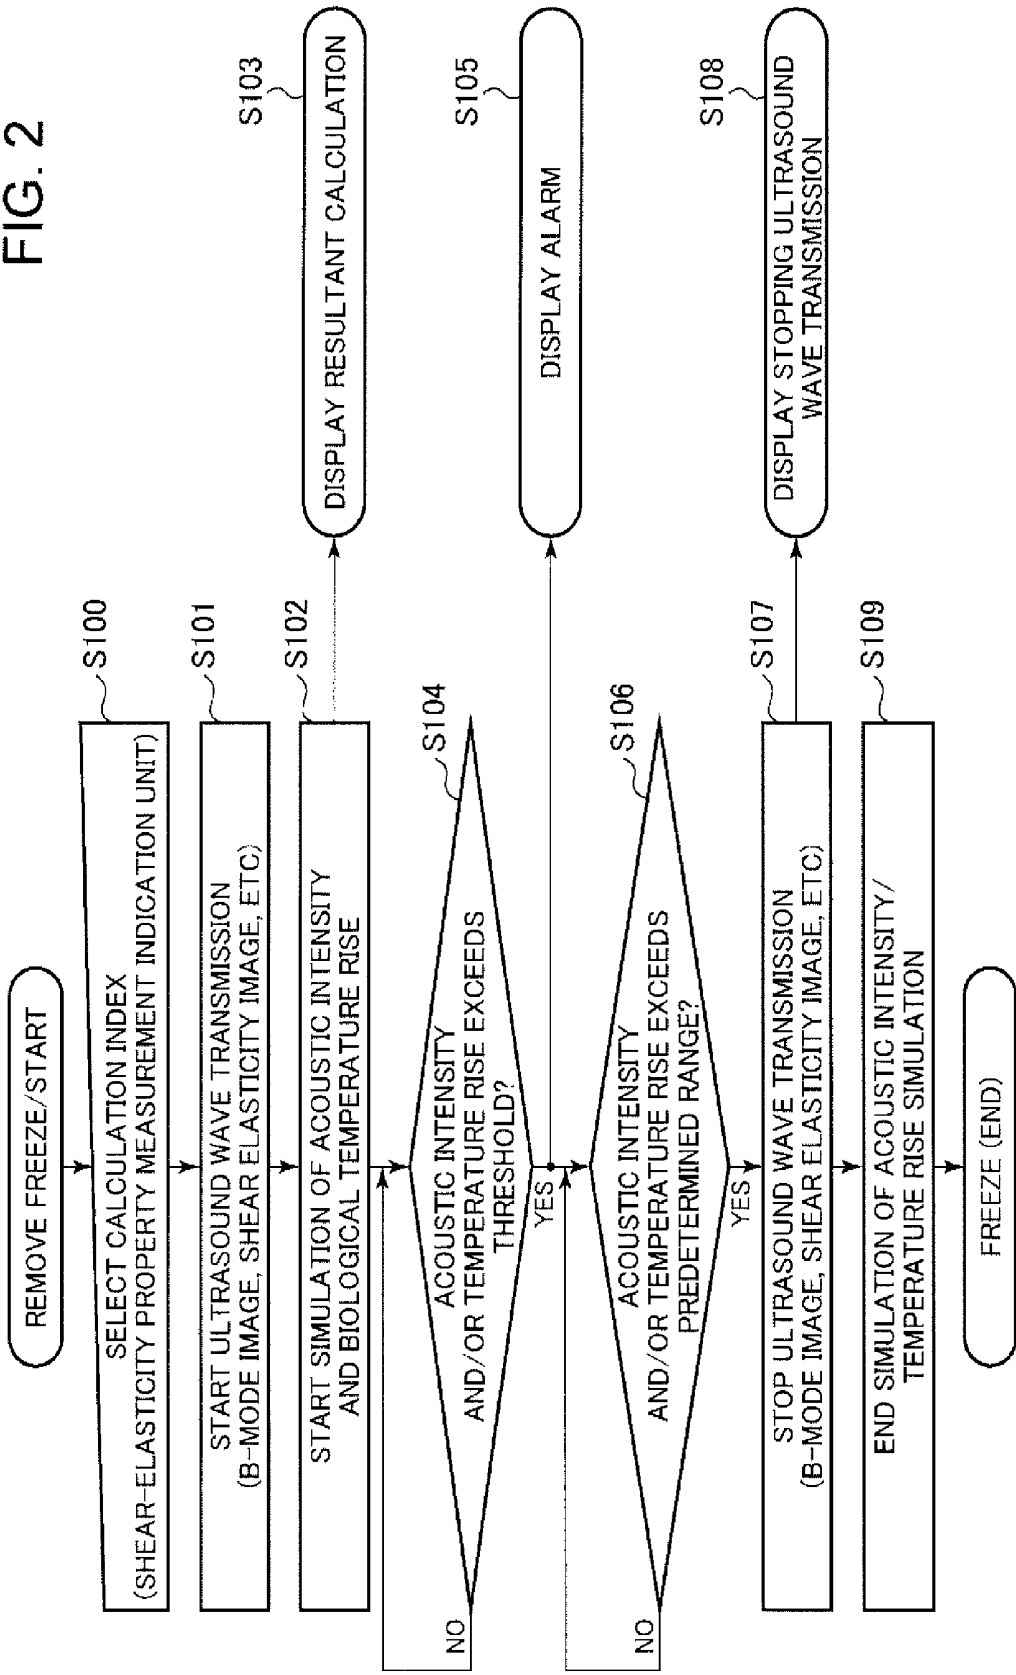 FIG. 2
REMOVE FREEZE/START
S100
SELECT CALCULATION INDEX
(SHEAR-ELASTICITY PROPERTY MEASUREMENT INDICATION UNIT)
S101
START ULTRASOUND WAVE TRANSMISSION
(B-MODE IMAGE, SHEAR ELASTICITY IMAGE, ETC)
S102
START SIMULATION OF ACOUSTIC INTENSITY
AND BIOLOGICAL TEMPERATURE RISE
S103
DISPLAY RESULTANT CALCULATION
S104
ACOUSTIC INTENSITY
AND/OR TEMPERATURE RISE EXCEEDS
THRESHOLD?
NO
YES
S105
DISPLAY ALARM
S106
ACOUSTIC INTENSITY
AND/OR TEMPERATURE RISE EXCEEDS
PREDETERMINED RANGE?
NO
YES
S107
STOP ULTRASOUND WAVE TRANSMISSION
(B-MODE IMAGE, SHEAR ELASTICITY IMAGE, ETC)
S108
DISPLAY STOPPING ULTRASOUND
WAVE TRANSMISSION
S109
END SIMULATION OF ACOUSTIC INTENSITY/
TEMPERATURE RISE SIMULATION
FREEZE (END)